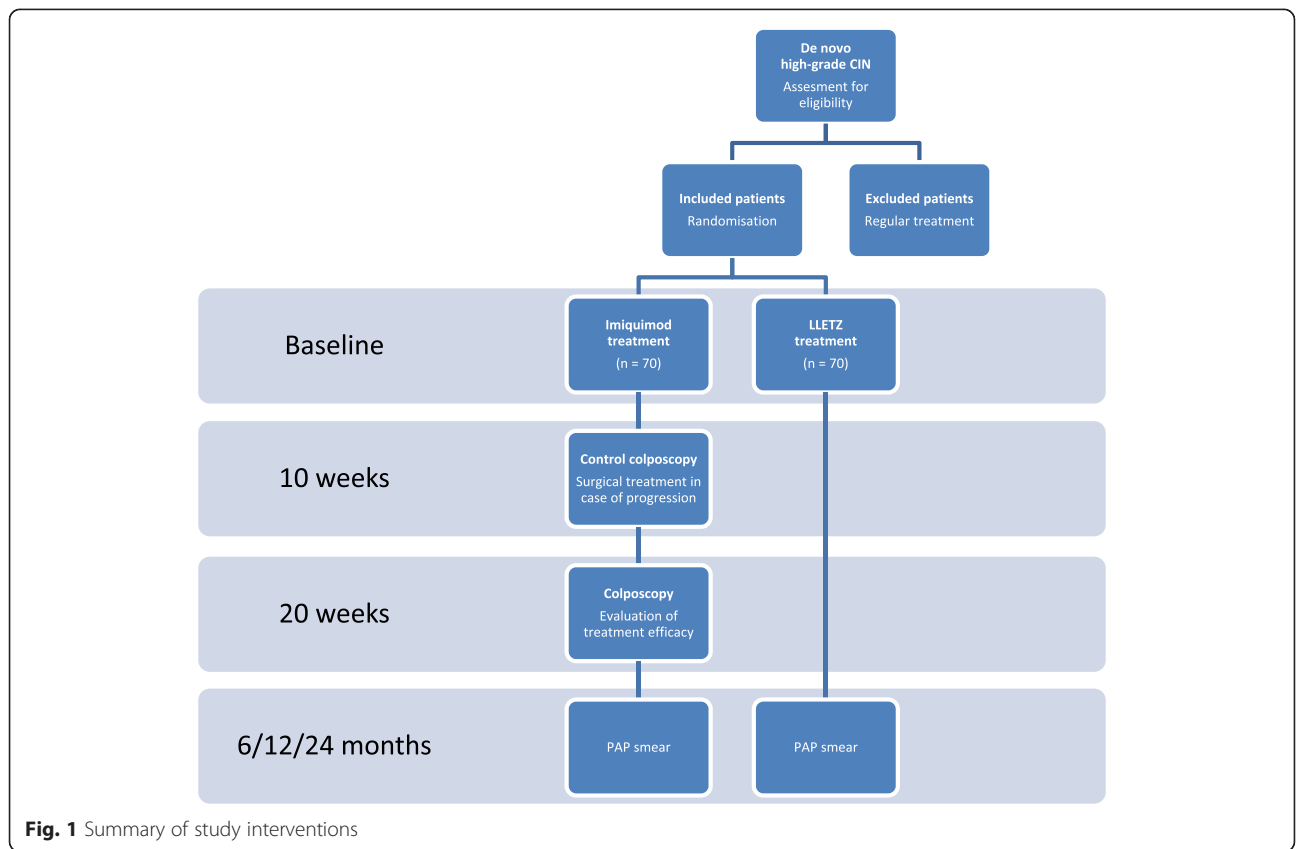 De novo
high-grade CIN
Assesment for
eligibility
Included patients
Randomisation
Excluded patients
Regular treatment
Baseline
Imiquimod
treatment
(n = 70)
LLETZ
treatment
(n = 70)
10 weeks
Control colposcopy
Surgical treatment in
case of progression
20 weeks
Colposcopy
Evaluation of
treatment efficacy
6/12/24 months
PAP smear
PAP smear
Fig. 1 Summary of study interventions